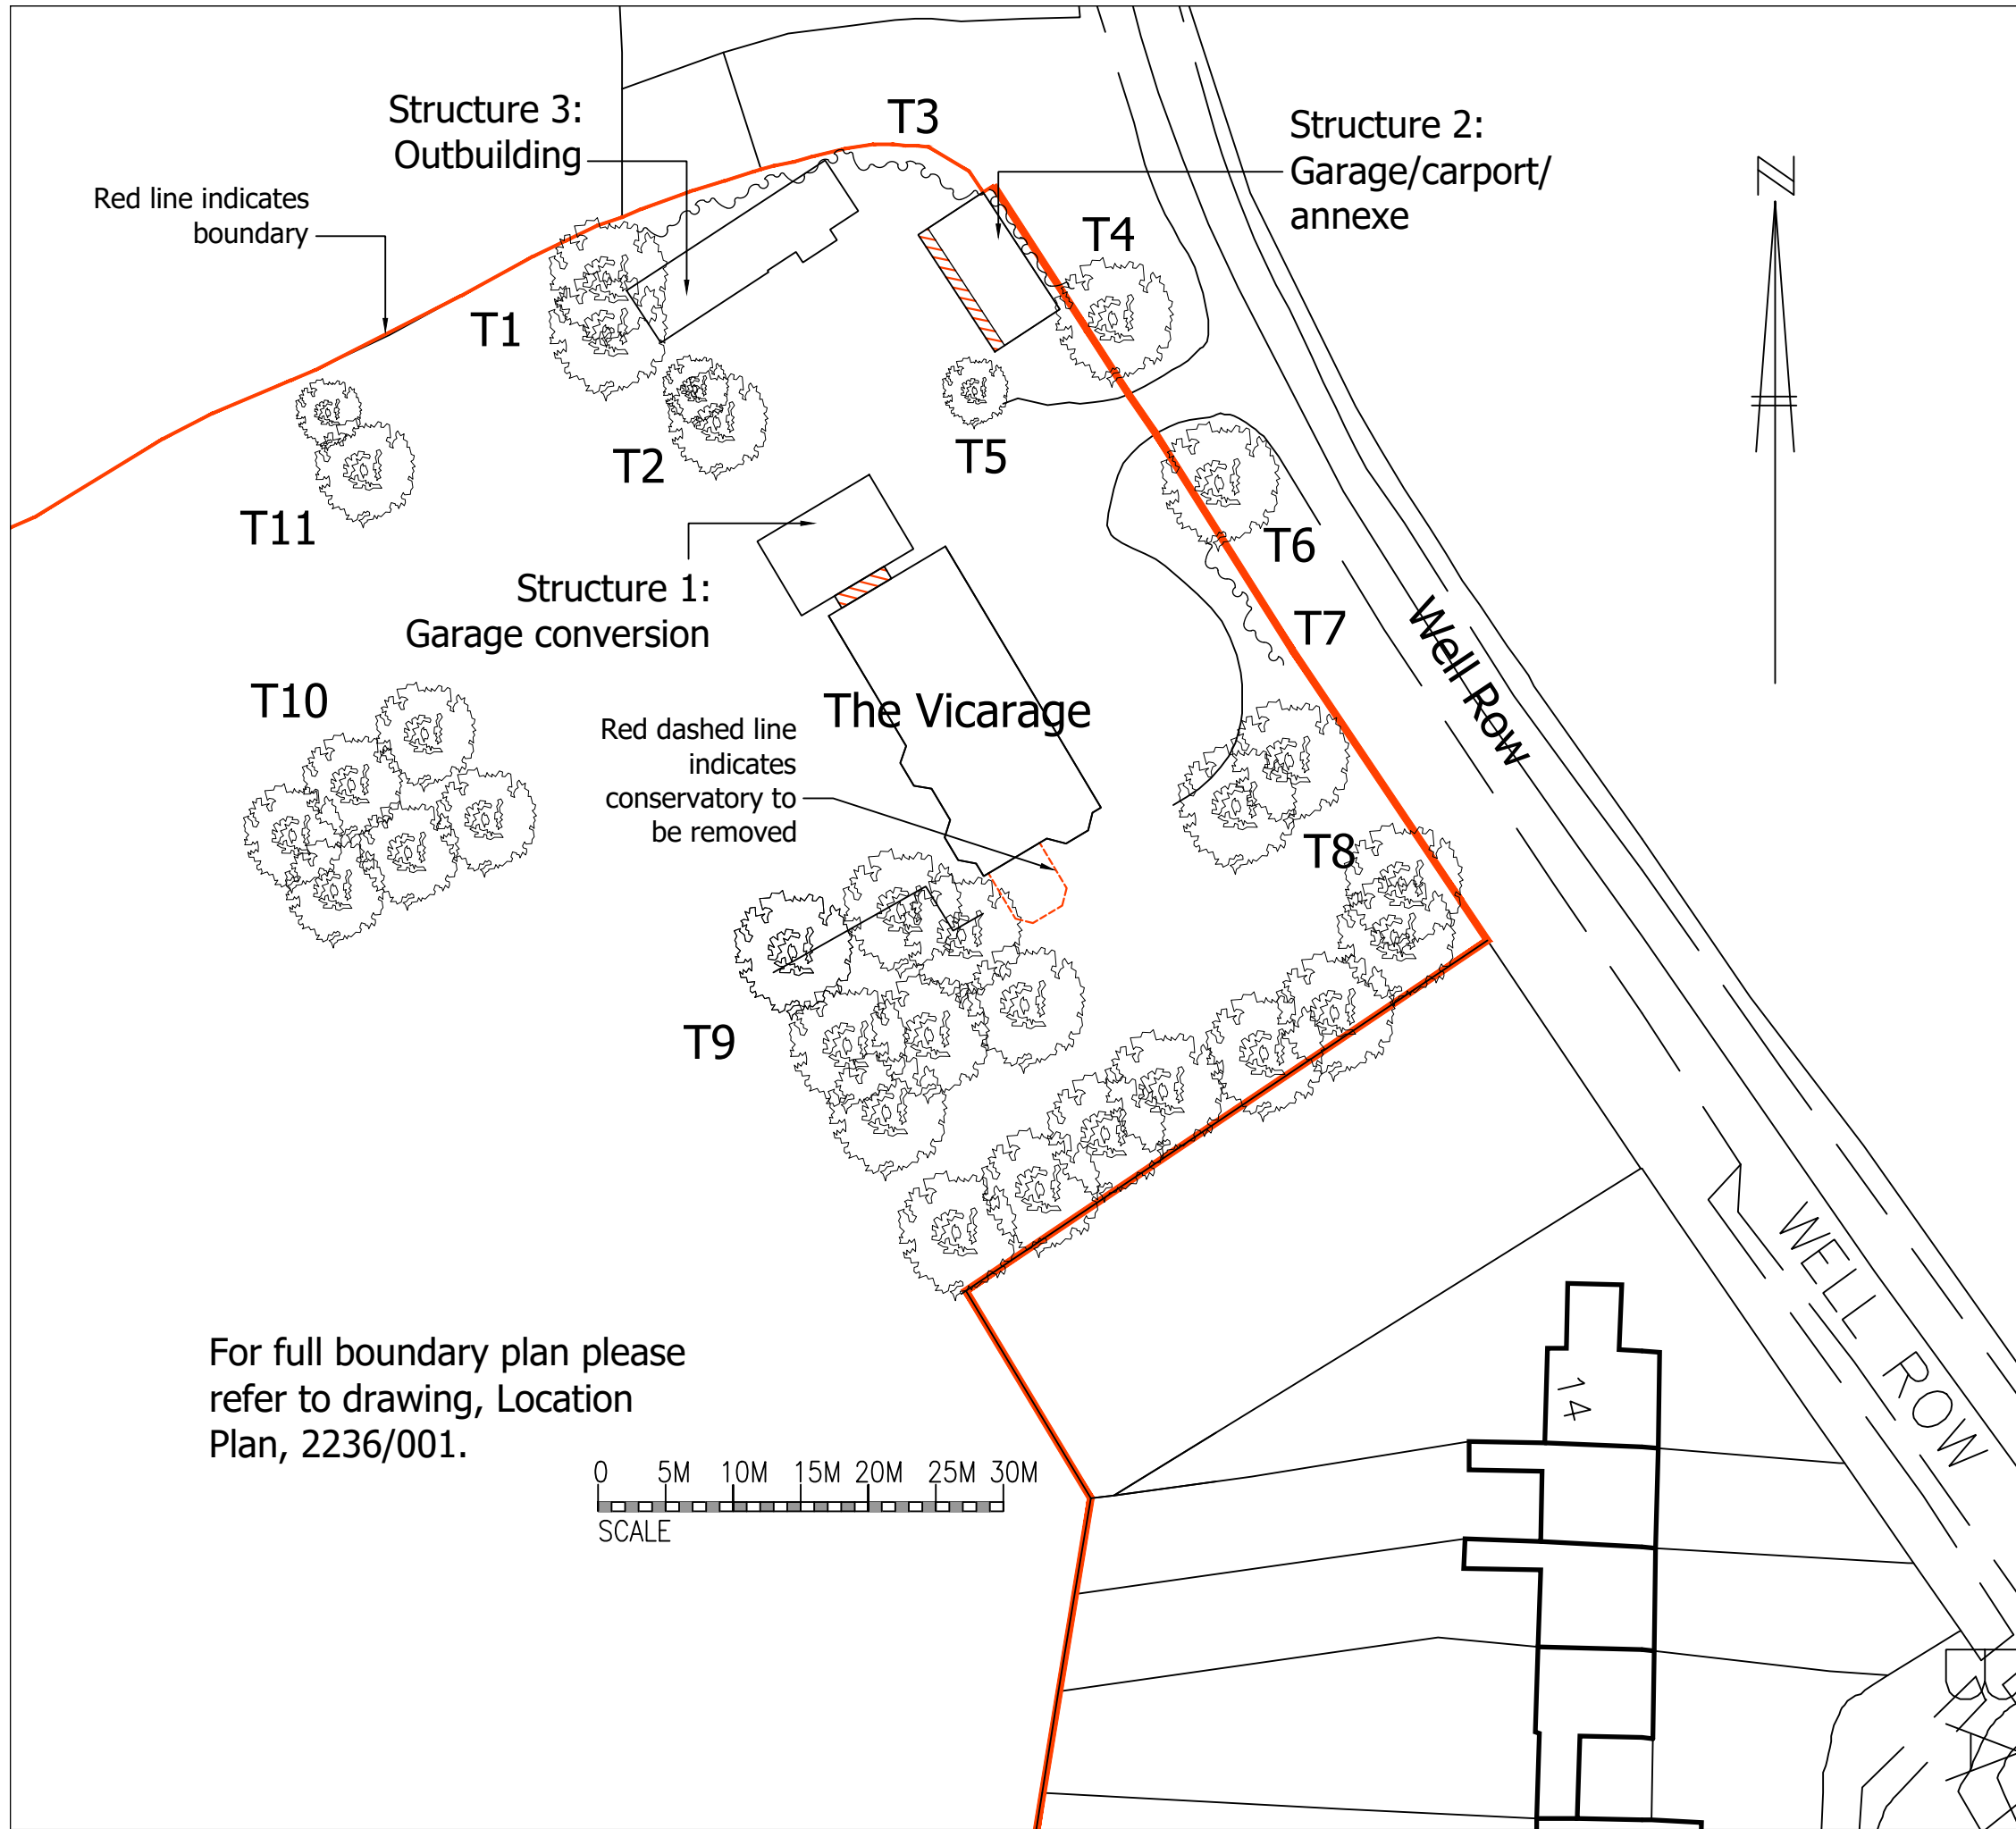 Structure 3:
Outbuilding
T3
Structure 2:
Garage/carport/
annexe
N
Red line indicates
boundary
T4
T1
T2
T5
T11
T6
Structure 1:
Garage conversion
T7
Well Row
T10
The Vicarage
Red dashed line
indicates
conservatory to
be removed
T8
T9
WELL ROW
For full boundary plan please
refer to drawing, Location
Plan, 2236/001.
14
0 5M 10M 15M 20M 25M 30M
SCALE